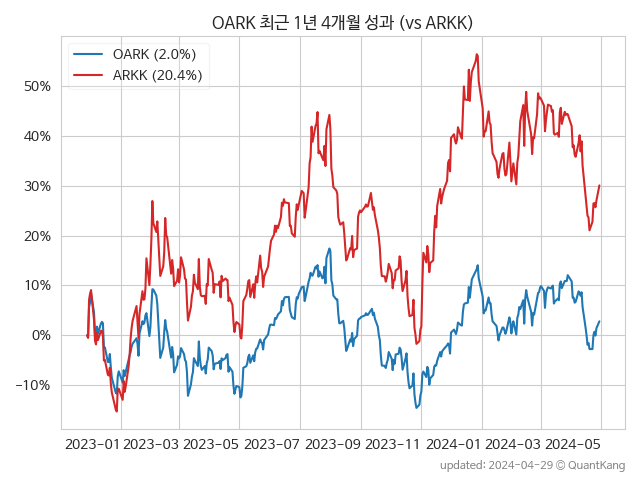 OARK 최근 1년 4개월 성과 (vs ARKK)
OARK (2.0%)
ARKK (20.4%)
50%
40%
30%
20%
10%
0%
−10%
2023-01 2023-03 2023-05 2023-07 2023-09 2023-11 2024-01 2024-03 2024-05
updated: 2024-04-29 © QuantKang